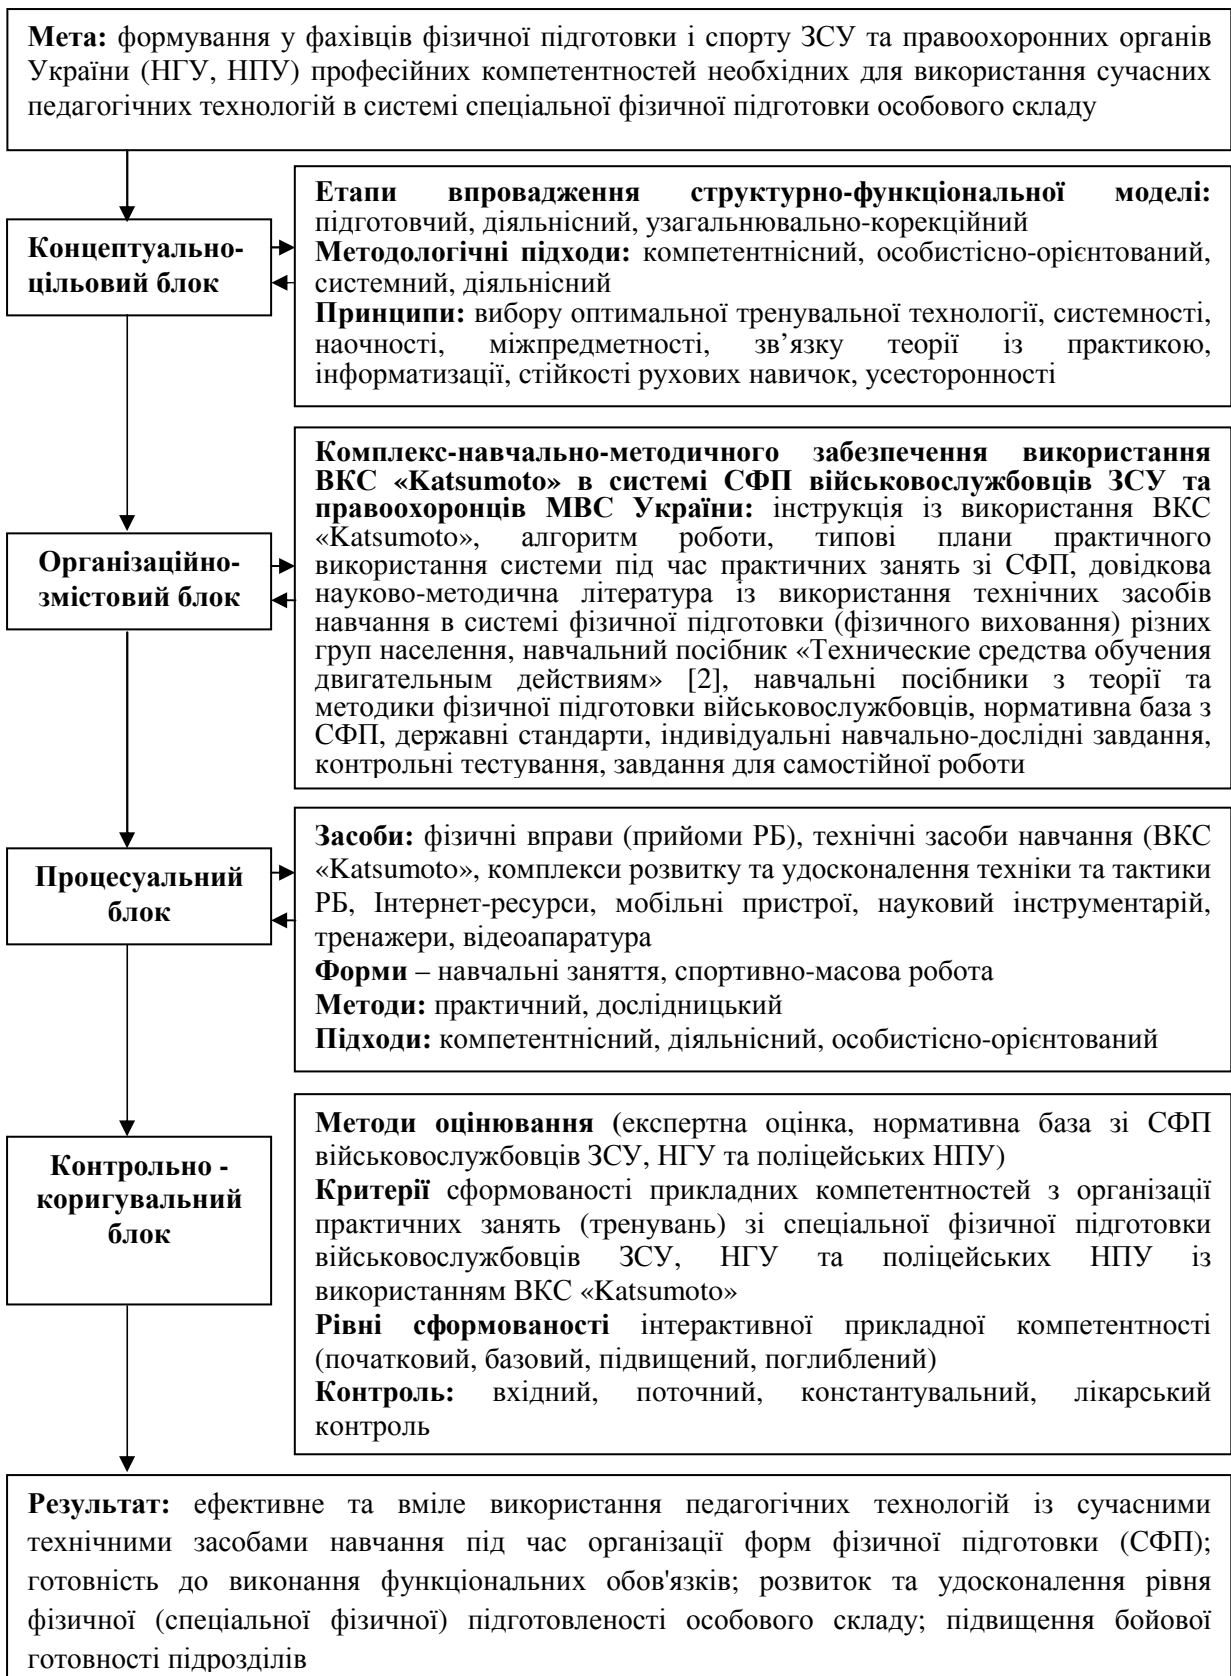 Мета: формування у фахівців фізичної підготовки і спорту ЗСУ та правоохоронних органів
України (НГУ, НПУ) професійних компетентностей необхідних для використання сучасних
педагогічних технологій в системі спеціальної фізичної підготовки особового складу
Концептуально-
цільовий блок
Етапи впровадження структурно-функціональної моделі:
підготовчий, діяльнісний, узагальнювально-корекційний
Методологічні підходи: компетентнісний, особистісно-орієнтований,
системний, діяльнісний
Принципи: вибору оптимальної тренувальної технології, системності,
наочності, міжпредметності, зв’язку теорії із практикою,
інформатизації, стійкості рухових навичок, усесторонності
Організаційно-
змістовий блок
Комплекс-навчально-методичного забезпечення використання
ВКС «Katsumoto» в системі СФП військовослужбовців ЗСУ та
правоохоронців МВС України: інструкція із використання ВКС
«Katsumoto», алгоритм роботи, типові плани практичного
використання системи під час практичних занять зі СФП, довідкова
науково-методична література із використання технічних засобів
навчання в системі фізичної підготовки (фізичного виховання) різних
груп населення, навчальний посібник «Технические средства обучения
двигательным действиям» [2], навчальні посібники з теорії та
методики фізичної підготовки військовослужбовців, нормативна база з
СФП, державні стандарти, індивідуальні навчально-дослідні завдання,
контрольні тестування, завдання для самостійної роботи
Процесуальний
блок
Засоби: фізичні вправи (прийоми РБ), технічні засоби навчання (ВКС
«Katsumoto», комплекси розвитку та удосконалення техніки та тактики
РБ, Інтернет-ресурси, мобільні пристрої, науковий інструментарій,
тренажери, відеоапаратура
Форми – навчальні заняття, спортивно-масова робота
Методи: практичний, дослідницький
Підходи: компетентнісний, діяльнісний, особистісно-орієнтований
Контрольно -
коригувальний
блок
Методи оцінювання (експертна оцінка, нормативна база зі СФП
військовослужбовців ЗСУ, НГУ та поліцейських НПУ)
Критерії сформованості прикладних компетентностей з організації
практичних занять (тренувань) зі спеціальної фізичної підготовки
військовослужбовців ЗСУ, НГУ та поліцейських НПУ із
використанням ВКС «Katsumoto»
Рівні сформованості інтерактивної прикладної компетентності
(початковий, базовий, підвищений, поглиблений)
Контроль: вхідний, поточний, константувальний, лікарський
контроль
Результат: ефективне та вміле використання педагогічних технологій із сучасними
технічними засобами навчання під час організації форм фізичної підготовки (СФП);
готовність до виконання функціональних обов'язків; розвиток та удосконалення рівня
фізичної (спеціальної фізичної) підготовленості особового складу; підвищення бойової
готовності підрозділів